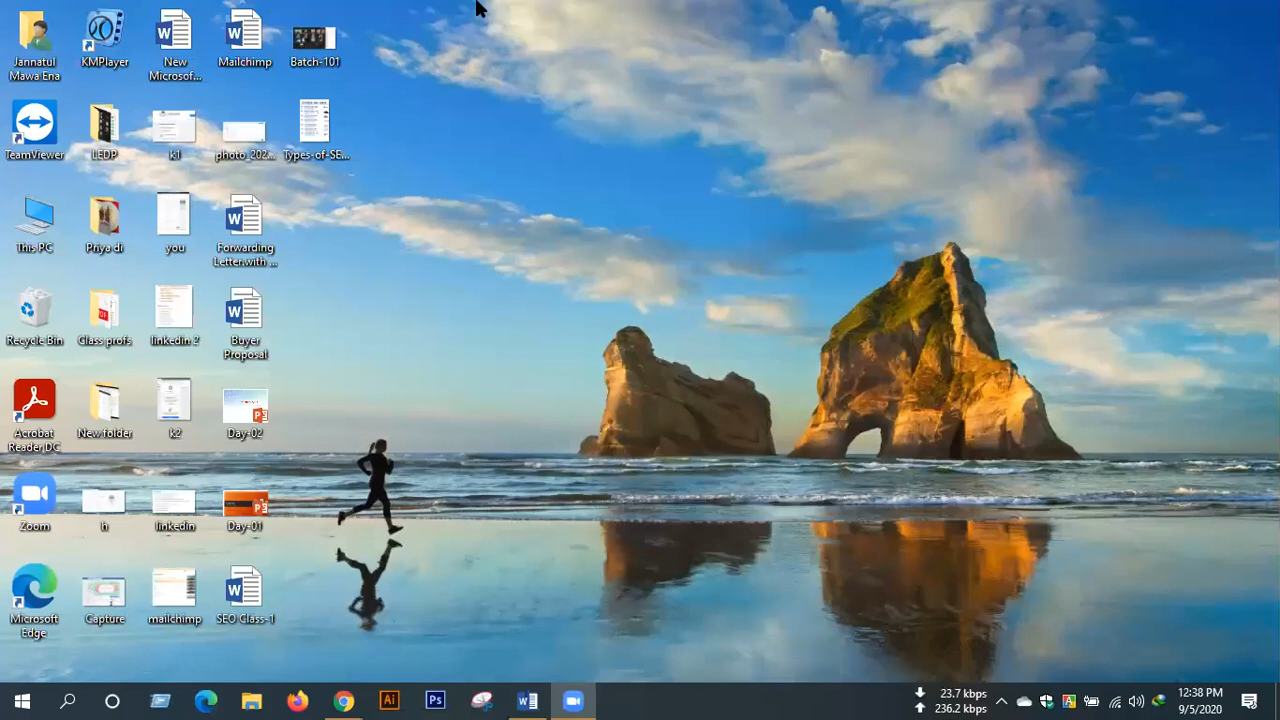 Jannatul
Mawa Ena
KMPlayer
New
Microsof...
Mailchimp
Batch-101
TeamViewer
LEDP
k1
photo_202...
Types-of-SE...
This PC
Priya di
you
Forwarding
Letter.with ...
Recycle Bin
Class profs
linkedin 2
Buyer
Proposal
Acrobat
Reader DC
New folder
k2
Day-02
Zoom
h
linkedin
Day-01
Microsoft
Edge
Capture
mailchimp
SEO Class-1
Ai
Ps
23.7 kbps
236.2 kbps
12:38 PM
9/5/2020